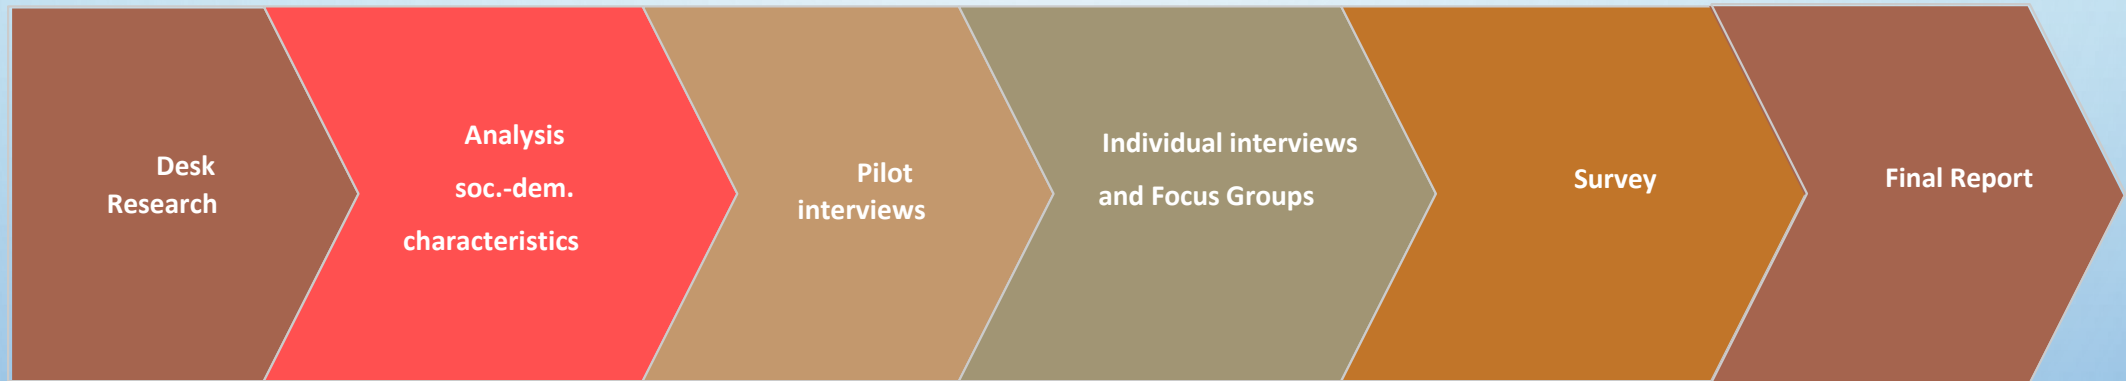 Desk
Research
Analysis
soc.-dem.
characteristics
Pilot
interviews
Individual interviews
and Focus Groups
Survey
Final Report